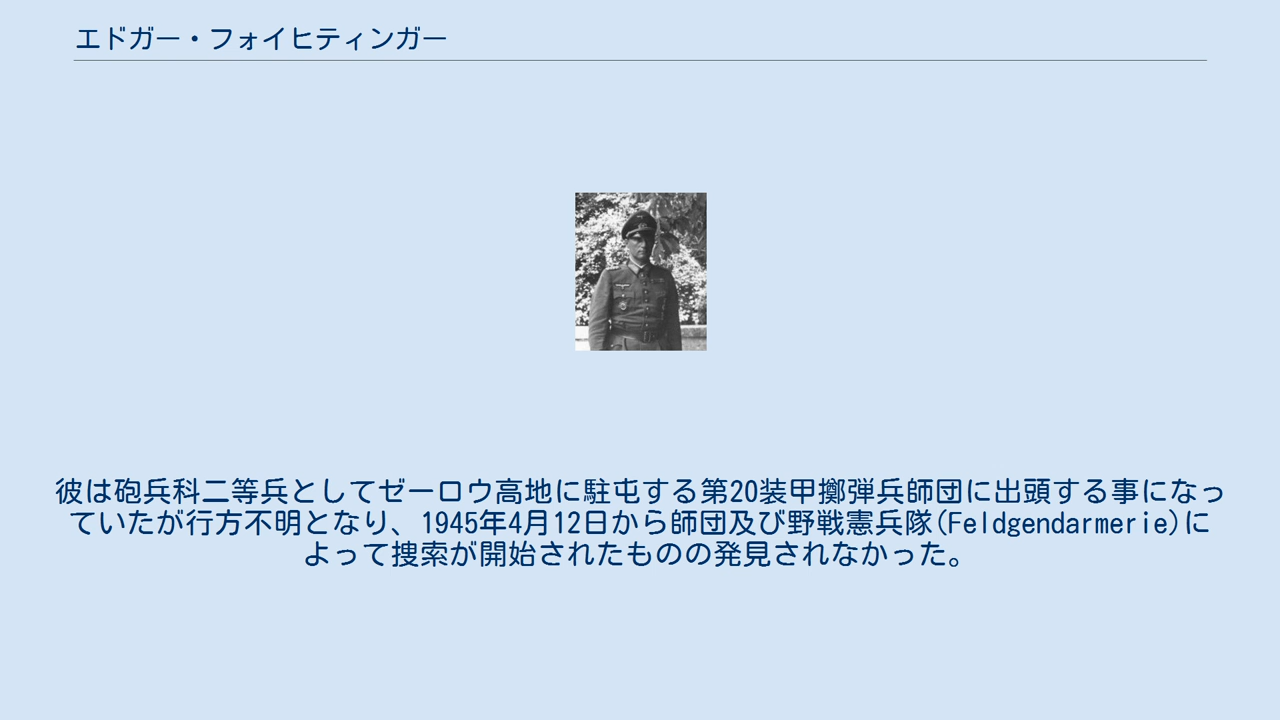 エドガー・フォイヒティンガー
彼は砲兵科二等兵としてゼーロウ高地に駐屯する第20装甲擲弾兵師団に出頭する事になっ
ていたが行方不明となり、1945年4月12日から師団及び野戦憲兵隊(Feldgendarmerie)に
よって捜索が開始されたものの発見されなかった。